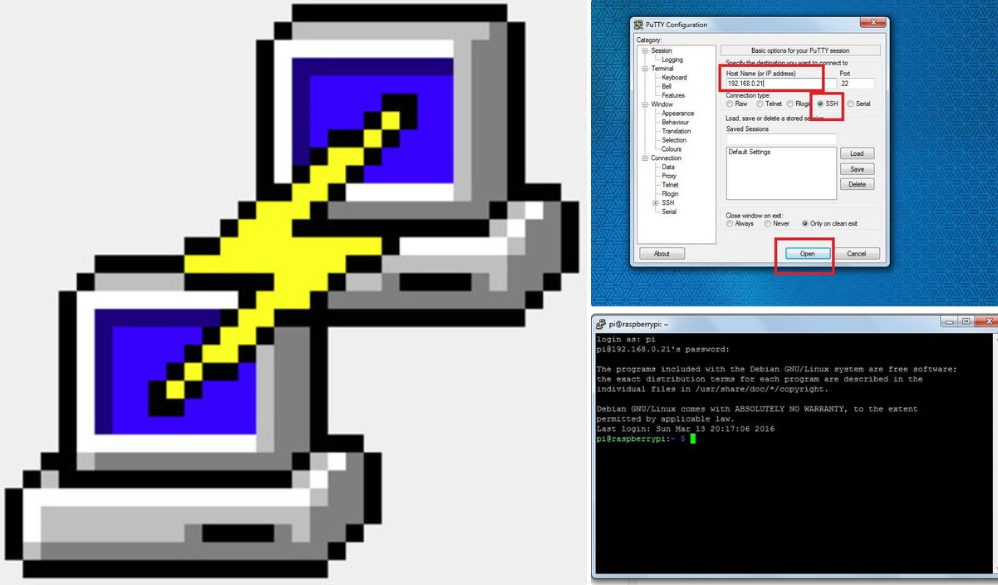 PuTTY Configuration
Category:
Session
Logging
Terminal
Keyboard
Bell
Features
Window
Appearance
Behaviour
Translation
Selection
Colours
Connection
Data
Proxy
Telnet
Rlogin
SSH
Serial
Basic options for your PuTTY session
Specify the destination you want to connect to
Host Name (or IP address) Port
192.168.0.21 22
Connection type:
Raw Telnet Rlogin SSH Serial
Load, save or delete a stored session
Saved Sessions
Default Settings
Load
Save
Delete
Close window on exit:
Always Never Only on clean exit
About Open Cancel
pi@raspberrypi: ~
login as: pi
pi@192.168.0.21's password:
The programs included with the Debian GNU/Linux system are free software;
the exact distribution terms for each program are described in the
individual files in /usr/share/doc/*/copyright.
Debian GNU/Linux comes with ABSOLUTELY NO WARRANTY, to the extent
permitted by applicable law.
Last login: Sun Mar 13 20:17:06 2016
pi@raspberrypi:~ $